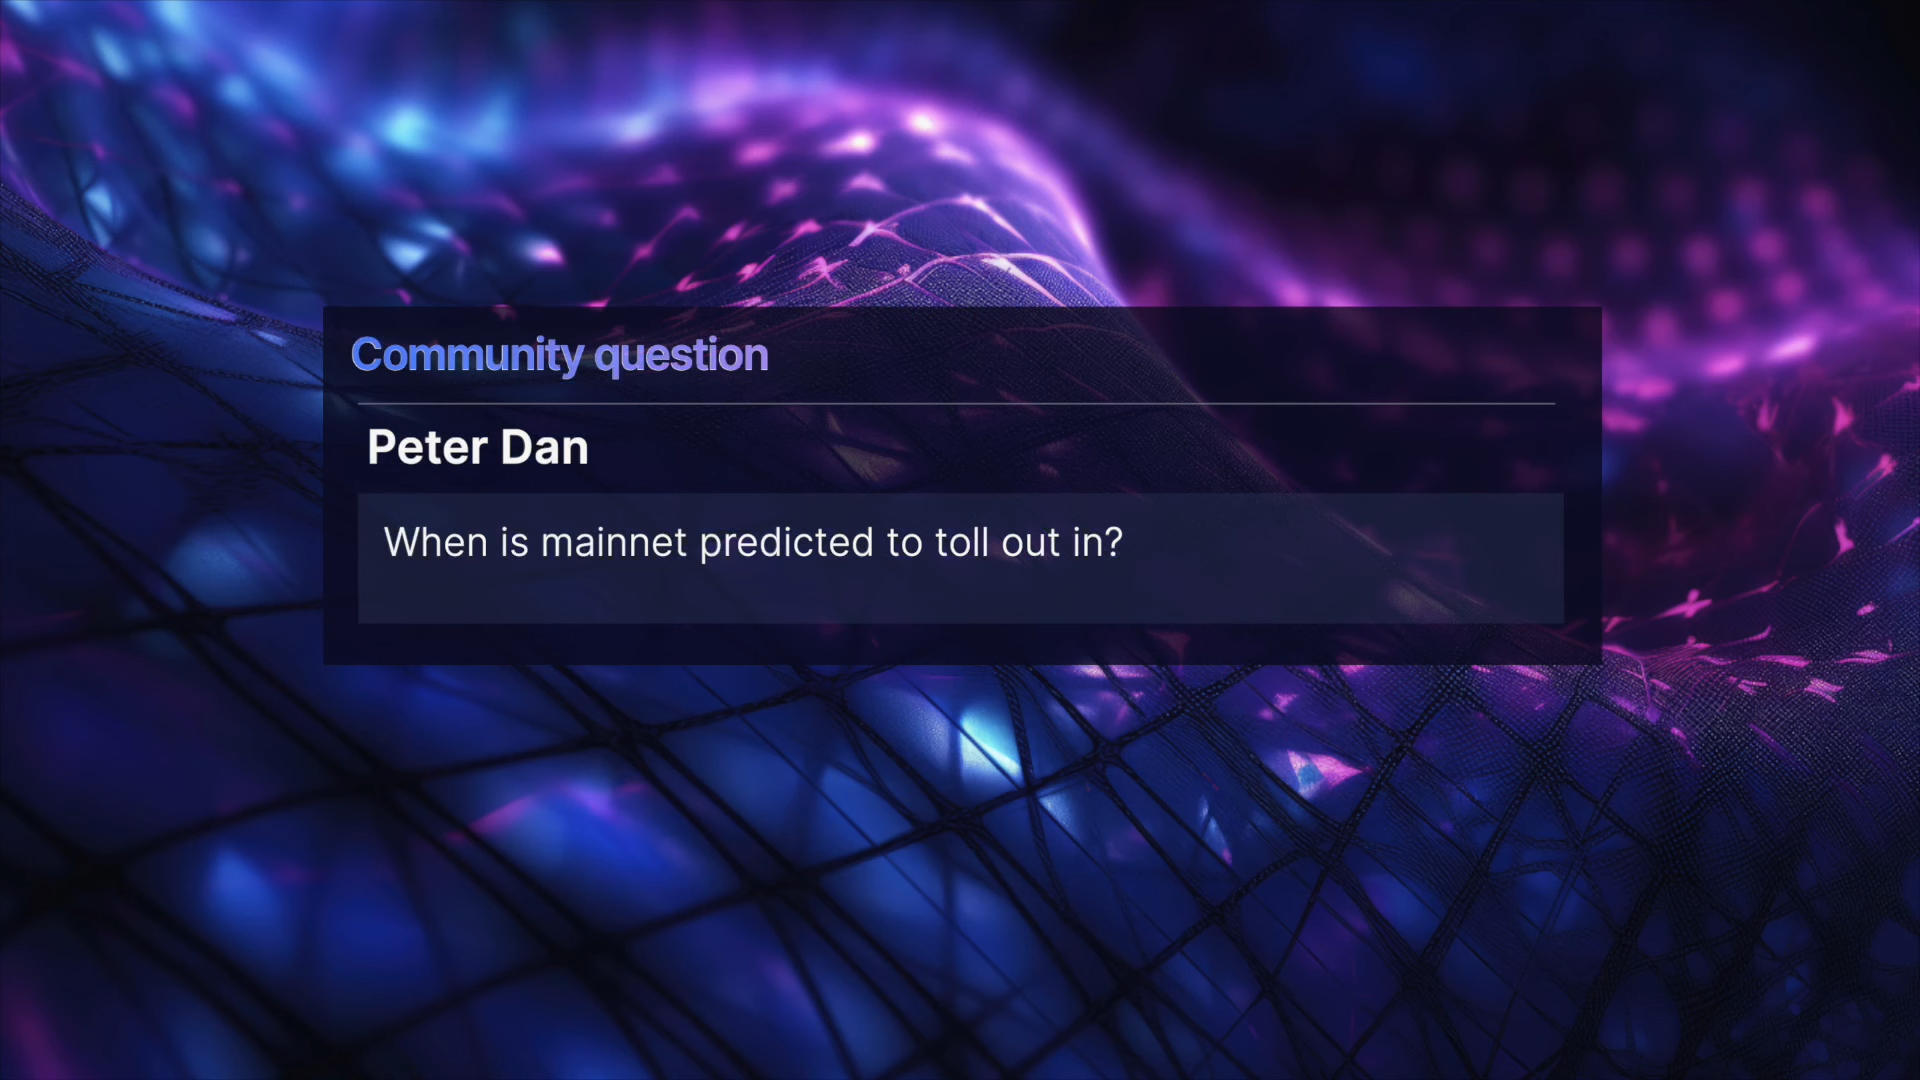 Community question
Peter Dan
When is mainnet predicted to toll out in?